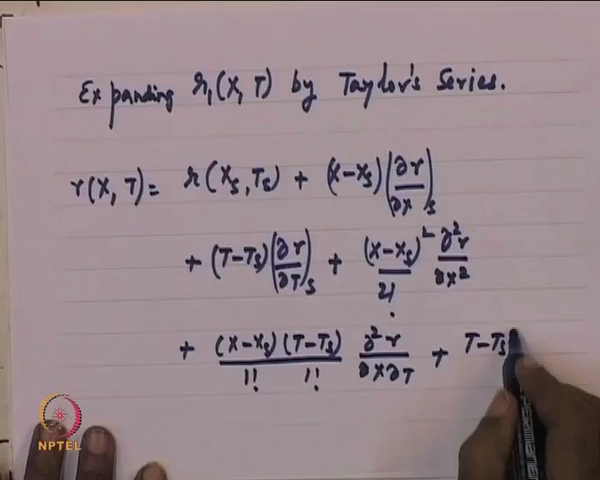 Expanding r₁(X, T) by Taylor's Series.
r(X, T) = r(Xs, Ts) + (X-Xs)(∂r/∂X)s
+ (T-Ts)(∂r/∂T)s + (X-Xs)²/2! ∂²r/∂X²
+ (X-Xs)(T-Ts)/1! 1! ∂²r/∂X∂T + T-Ts
NPTEL